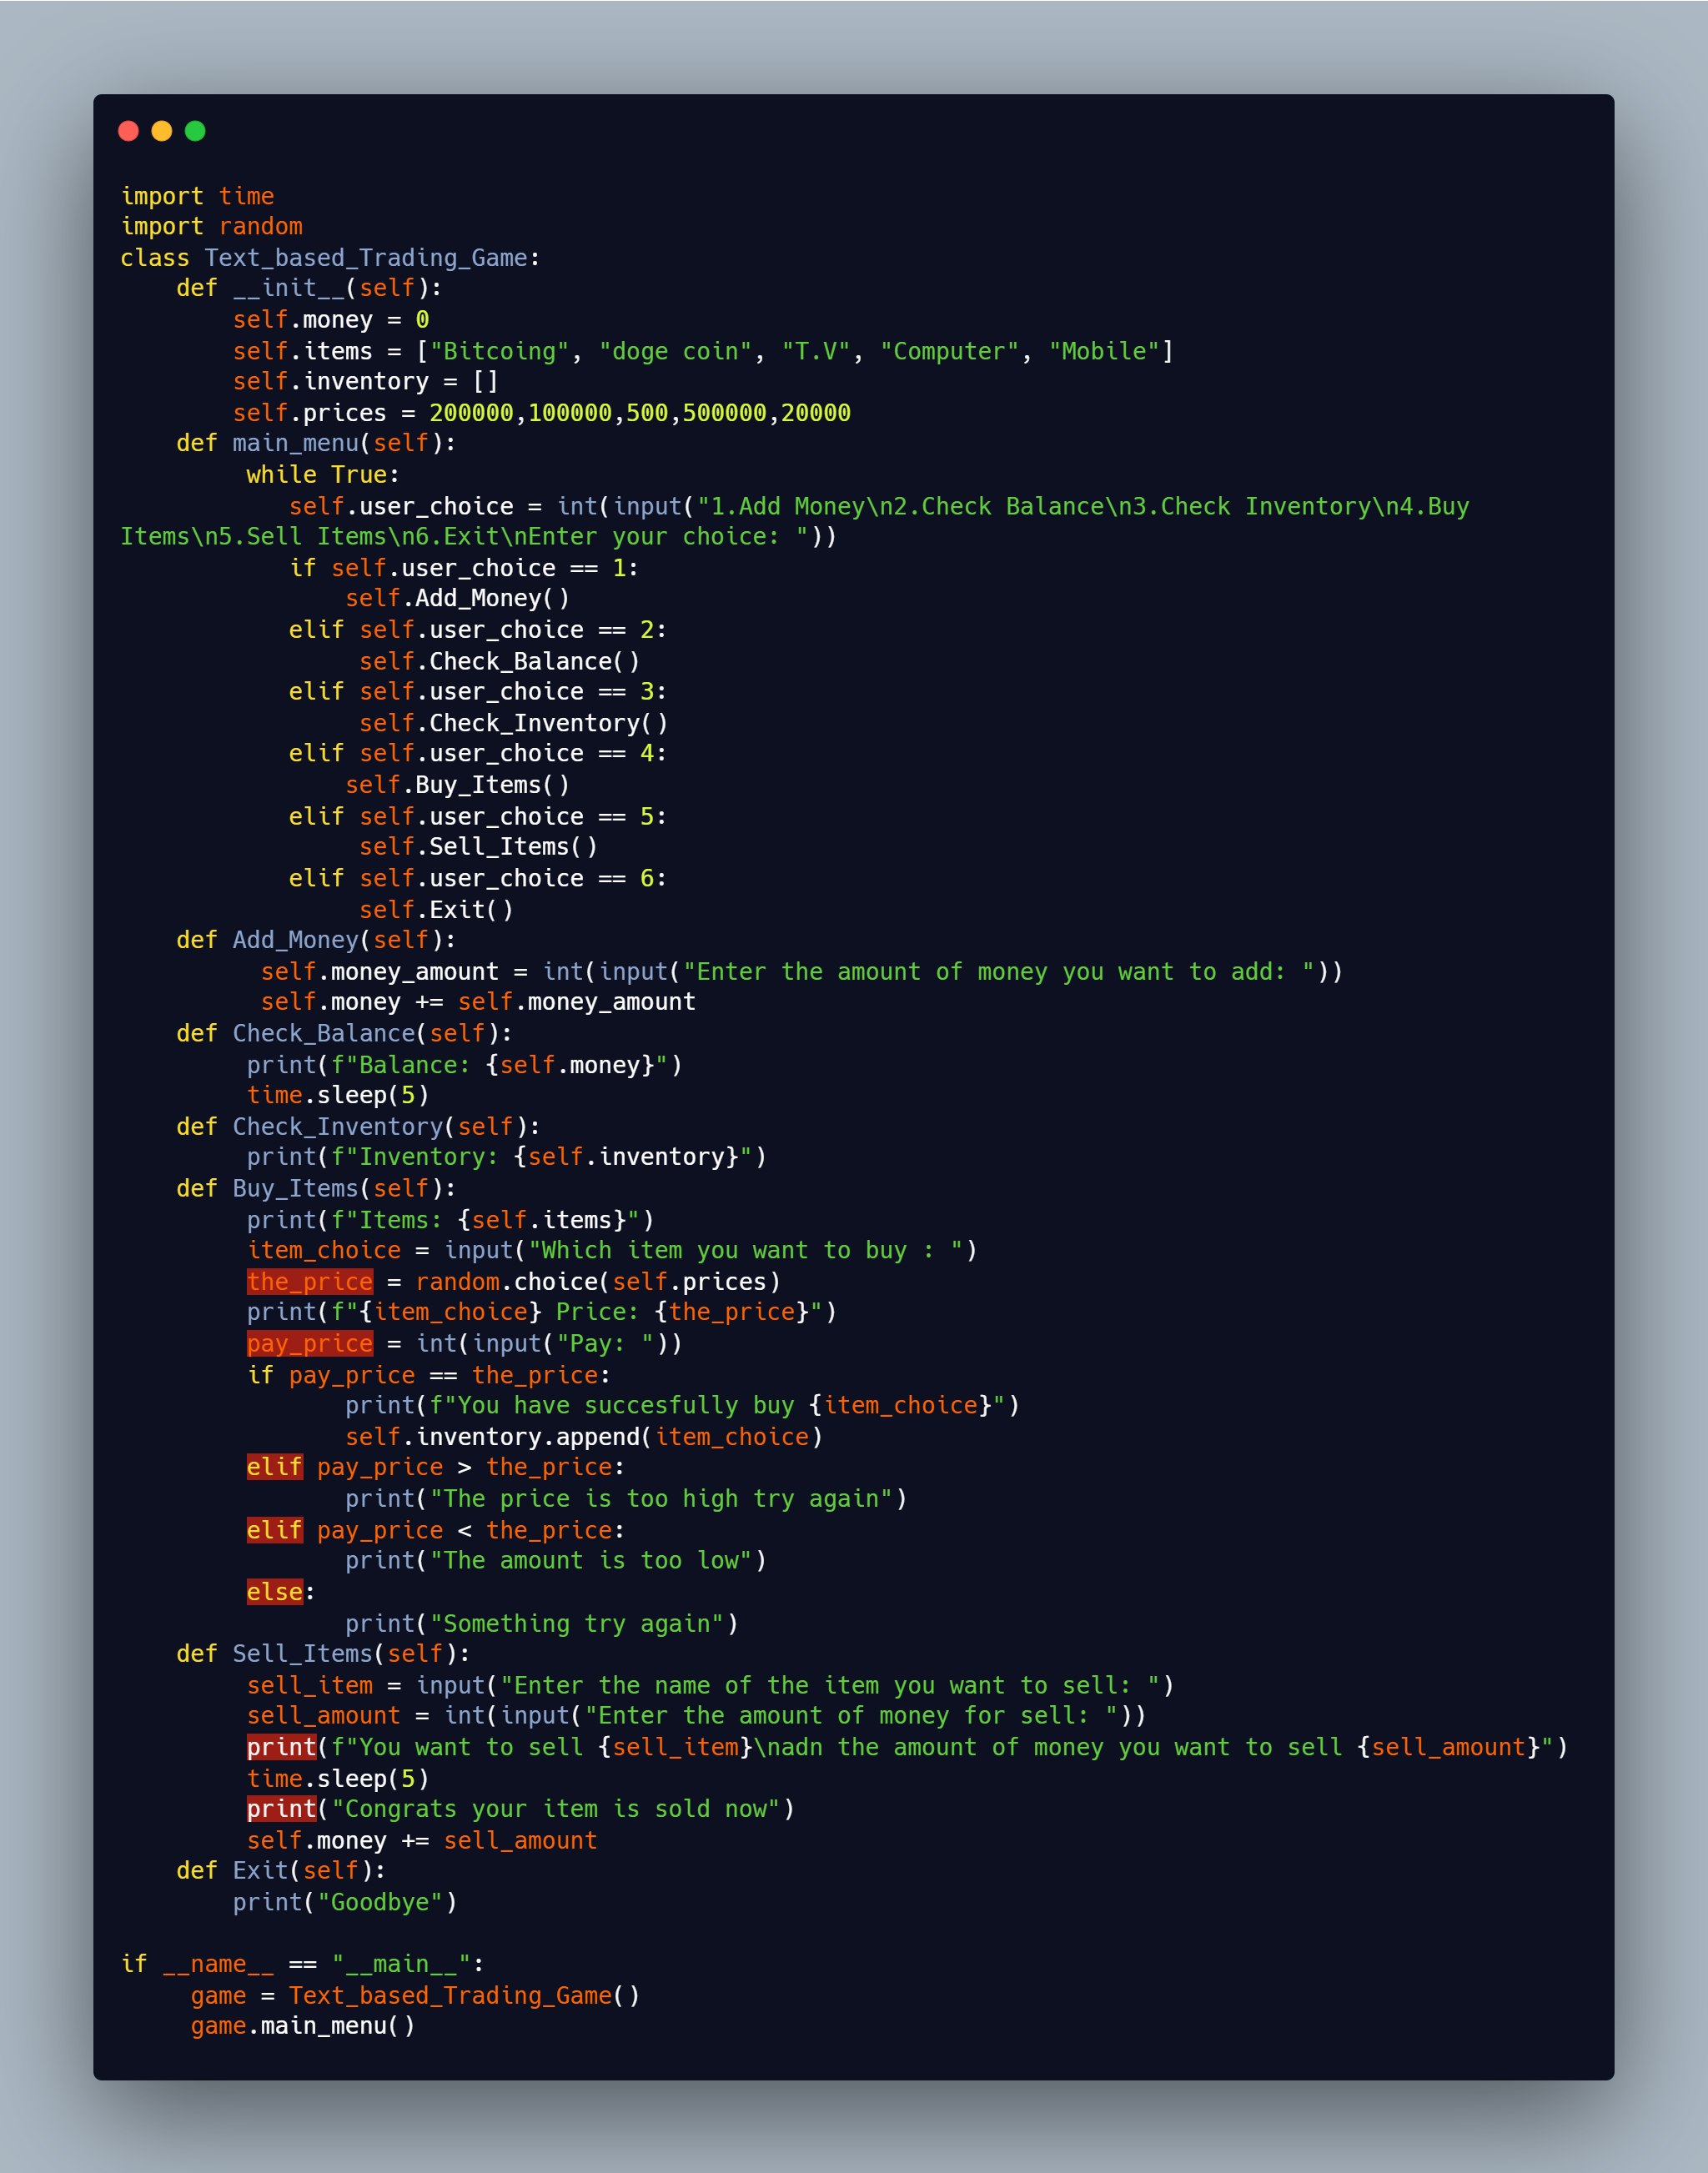 import time
import random
class Text_based_Trading_Game:
    def __init__(self):
        self.money = 0
        self.items = ["Bitcoing", "doge coin", "T.V", "Computer", "Mobile"]
        self.inventory = []
        self.prices = 200000,100000,500,500000,20000
    def main_menu(self):
         while True:
            self.user_choice = int(input("1.Add Money\n2.Check Balance\n3.Check Inventory\n4.Buy
Items\n5.Sell Items\n6.Exit\nEnter your choice: "))
            if self.user_choice == 1:
                self.Add_Money()
            elif self.user_choice == 2:
                 self.Check_Balance()
            elif self.user_choice == 3:
                 self.Check_Inventory()
            elif self.user_choice == 4:
                self.Buy_Items()
            elif self.user_choice == 5:
                 self.Sell_Items()
            elif self.user_choice == 6:
                 self.Exit()
    def Add_Money(self):
          self.money_amount = int(input("Enter the amount of money you want to add: "))
          self.money += self.money_amount
    def Check_Balance(self):
         print(f"Balance: {self.money}")
         time.sleep(5)
    def Check_Inventory(self):
         print(f"Inventory: {self.inventory}")
    def Buy_Items(self):
         print(f"Items: {self.items}")
         item_choice = input("Which item you want to buy : ")
         the_price = random.choice(self.prices)
         print(f"{item_choice} Price: {the_price}")
         pay_price = int(input("Pay: "))
         if pay_price == the_price:
                print(f"You have succesfully buy {item_choice}")
                self.inventory.append(item_choice)
         elif pay_price > the_price:
                print("The price is too high try again")
         elif pay_price < the_price:
                print("The amount is too low")
         else:
                print("Something try again")
    def Sell_Items(self):
         sell_item = input("Enter the name of the item you want to sell: ")
         sell_amount = int(input("Enter the amount of money for sell: "))
         print(f"You want to sell {sell_item}\nadn the amount of money you want to sell {sell_amount}")
         time.sleep(5)
         print("Congrats your item is sold now")
         self.money += sell_amount
    def Exit(self):
        print("Goodbye")

if __name__ == "__main__":
     game = Text_based_Trading_Game()
     game.main_menu()